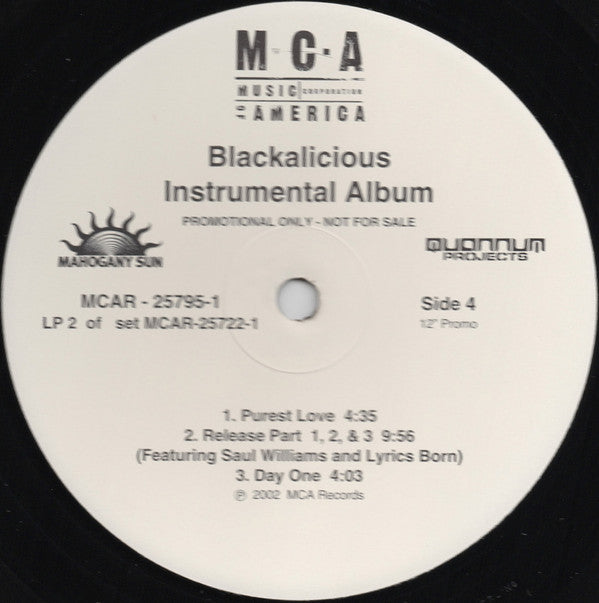 M·C·A
MUSIC CORPORATION
OF AMERICA
Blackalicious
Instrumental Album
PROMOTIONAL ONLY - NOT FOR SALE
MAHOGANY SUN
QUANNUM
PROJECTS
MCAR - 25795-1
LP 2 of set MCAR-25722-1
Side 4
12" Promo
1. Purest Love 4:35
2. Release Part 1, 2, & 3 9:56
(Featuring Saul Williams and Lyrics Born)
3. Day One 4:03
℗ 2002 MCA Records